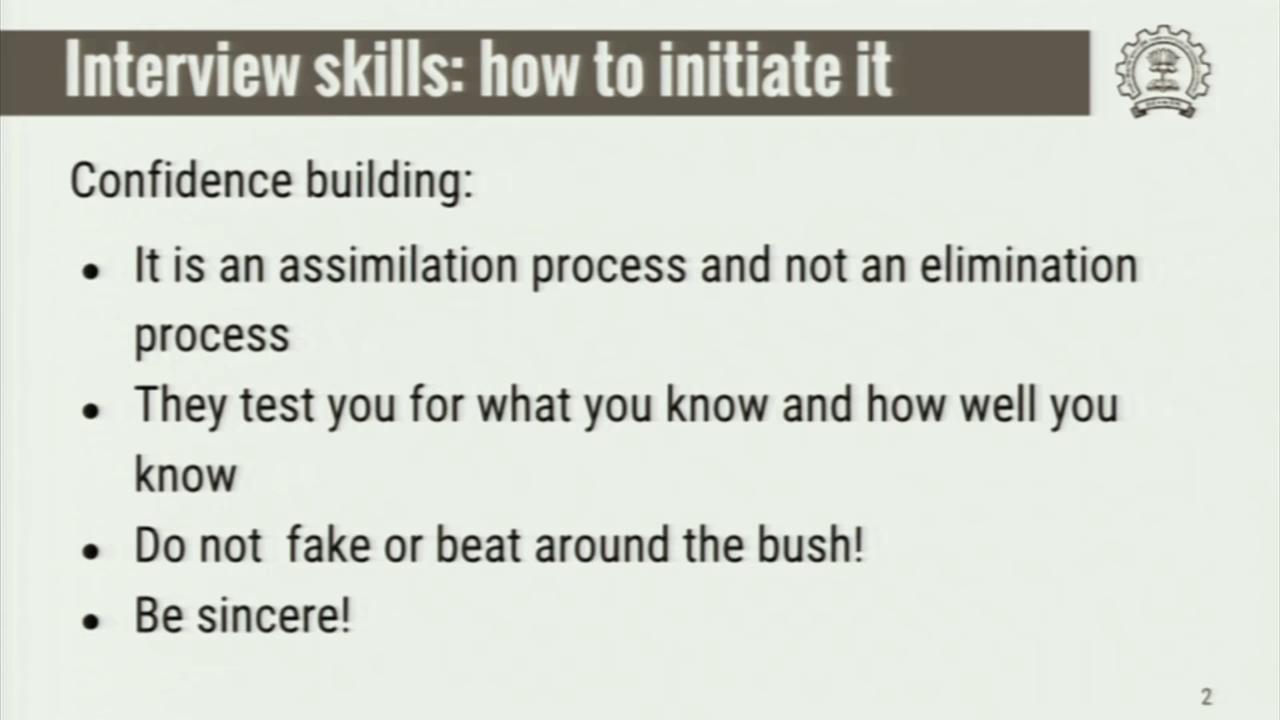 Interview skills: how to initiate it
Confidence building:
● It is an assimilation process and not an elimination
process
● They test you for what you know and how well you
know
● Do not  fake or beat around the bush!
● Be sincere!
2